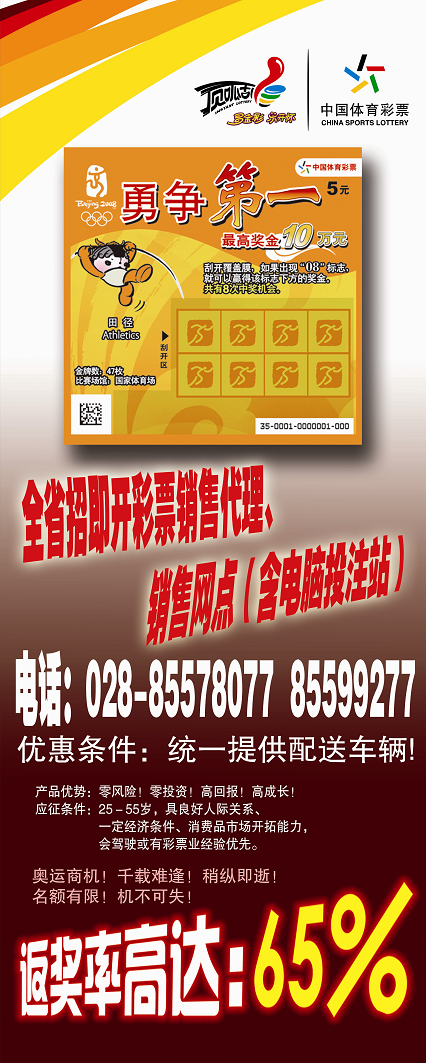 顶呱刮
CHINA SPORTS LOTTERY
多金彩 乐开怀
中国体育彩票
CHINA SPORTS LOTTERY
中国体育彩票
Beijing 2008
勇争第一
5元
最高奖金10万元
刮开覆盖膜，如果出现“08”标志，
就可以赢得该标志下方的奖金。
共有8次中奖机会。
田 径
Athletics
刮开区
金牌数：47枚
比赛场馆：国家体育场
35-0001-0000001-000
全省招即开彩票销售代理、
销售网点（含电脑投注站）
电话：028-85578077 85599277
优惠条件：统一提供配送车辆!
产品优势：零风险！零投资！高回报！高成长！
应征条件：25-55岁，具良好人际关系、
一定经济条件、消费品市场开拓能力，
会驾驶或有彩票业经验优先。
奥运商机！千载难逢！稍纵即逝！
名额有限！机不可失！
返奖率高达：65%